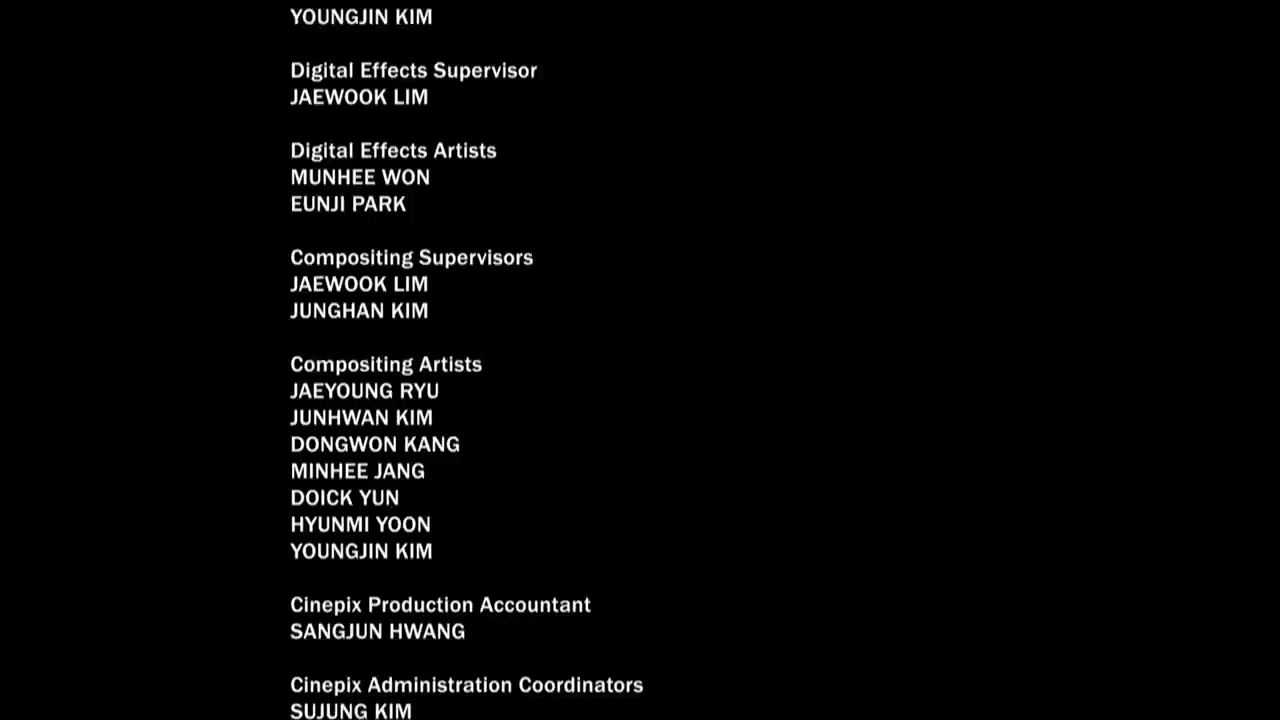 YOUNGJIN KIM
Digital Effects Supervisor
JAEWOOK LIM
Digital Effects Artists
MUNHEE WON
EUNJI PARK
Compositing Supervisors
JAEWOOK LIM
JUNGHAN KIM
Compositing Artists
JAEYOUNG RYU
JUNHWAN KIM
DONGWON KANG
MINHEE JANG
DOICK YUN
HYUNMI YOON
YOUNGJIN KIM
Cinepix Production Accountant
SANGJUN HWANG
Cinepix Administration Coordinators
SUJUNG KIM